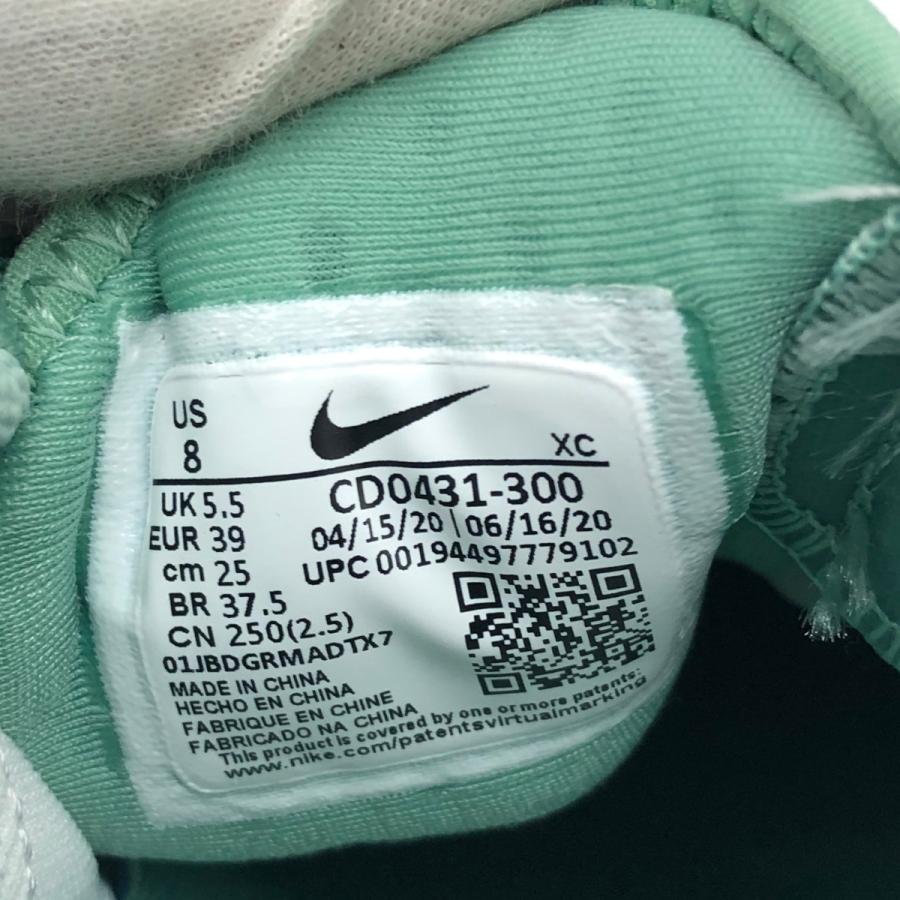 US
8
XC
UK 5.5
CD0431-300
EUR 39
04/15/20 | 06/16/20
cm 25
UPC 00194497779102
BR 37.5
CN 250(2.5)
01JBDGRMADTX7
MADE IN CHINA
HECHO EN CHINA
FABRIQUE EN CHINE
FABRICADO NA CHINA
This product is covered by one or more patents:
www.nike.com/patentsvirtualmarking